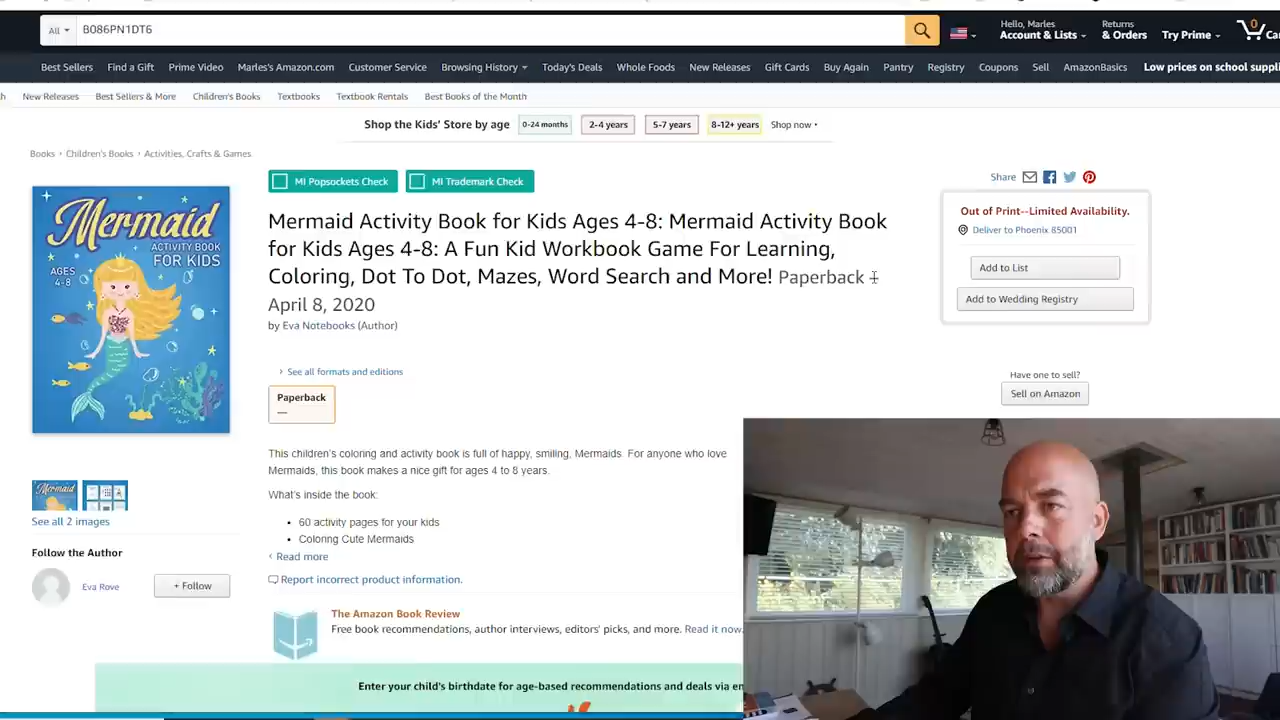 All
B086PN1DT6
Hello, Marles
Account & Lists
Returns
& Orders
Try Prime
0
Best Sellers Find a Gift Prime Video Marles's Amazon.com Customer Service Browsing History Today's Deals Whole Foods New Releases Gift Cards Buy Again Pantry Registry Coupons Sell AmazonBasics Low prices on school suppli
New Releases Best Sellers & More Children's Books Textbooks Textbook Rentals Best Books of the Month
Shop the Kids' Store by age 0-24 months 2-4 years 5-7 years 8-12+ years Shop now
Books › Children's Books › Activities, Crafts & Games
Mermaid
ACTIVITY BOOK
FOR KIDS
AGES
4-8
MI Popsockets Check MI Trademark Check
Mermaid Activity Book for Kids Ages 4-8: Mermaid Activity Book
for Kids Ages 4-8: A Fun Kid Workbook Game For Learning,
Coloring, Dot To Dot, Mazes, Word Search and More! Paperback –
April 8, 2020
by Eva Notebooks (Author)
› See all formats and editions
Paperback
—
This children's coloring and activity book is full of happy, smiling, Mermaids. For anyone who love
Mermaids, this book makes a nice gift for ages 4 to 8 years.
What's inside the book:
• 60 activity pages for your kids
• Coloring Cute Mermaids
‹ Read more
Report incorrect product information.
Mermaid
See all 2 images
Follow the Author
Eva Rove
+ Follow
The Amazon Book Review
Free book recommendations, author interviews, editors' picks, and more. Read it now.
Enter your child's birthdate for age-based recommendations and deals via en
Share
Out of Print--Limited Availability.
Deliver to Phoenix 85001
Add to List
Add to Wedding Registry
Have one to sell?
Sell on Amazon